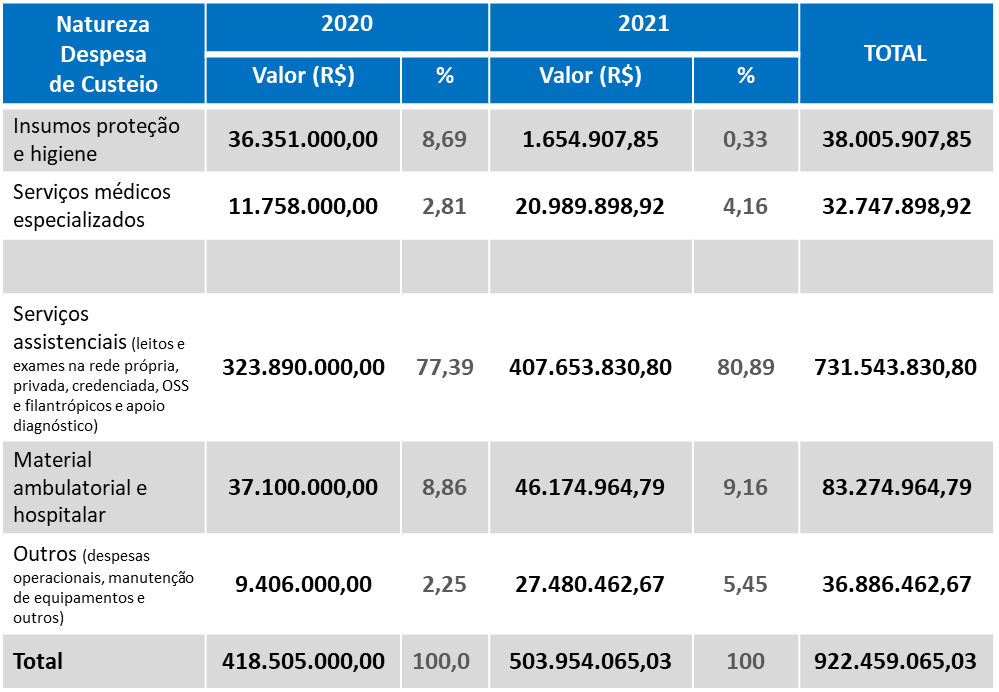 Natureza
Despesa
de Custeio
2020
2021
TOTAL
Valor (R$)
%
Valor (R$)
%
Insumos proteção
e higiene
36.351.000,00
8,69
1.654.907,85
0,33
38.005.907,85
Serviços médicos
especializados
11.758.000,00
2,81
20.989.898,92
4,16
32.747.898,92
Serviços
assistenciais (leitos e
exames na rede própria,
privada, credenciada, OSS
e filantrópicos e apoio
diagnóstico)
323.890.000,00
77,39
407.653.830,80
80,89
731.543.830,80
Material
ambulatorial e
hospitalar
37.100.000,00
8,86
46.174.964,79
9,16
83.274.964,79
Outros (despesas
operacionais, manutenção
de equipamentos e
outros)
9.406.000,00
2,25
27.480.462,67
5,45
36.886.462,67
Total
418.505.000,00
100,0
503.954.065,03
100
922.459.065,03